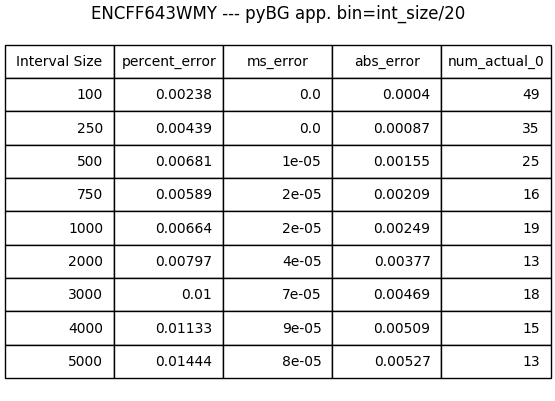 ENCFF643WMY --- pyBG app. bin=int_size/20
Interval Size percent_error ms_error abs_error num_actual_0
100 0.00238 0.0 0.0004 49
250 0.00439 0.0 0.00087 35
500 0.00681 1e-05 0.00155 25
750 0.00589 2e-05 0.00209 16
1000 0.00664 2e-05 0.00249 19
2000 0.00797 4e-05 0.00377 13
3000 0.01 7e-05 0.00469 18
4000 0.01133 9e-05 0.00509 15
5000 0.01444 8e-05 0.00527 13